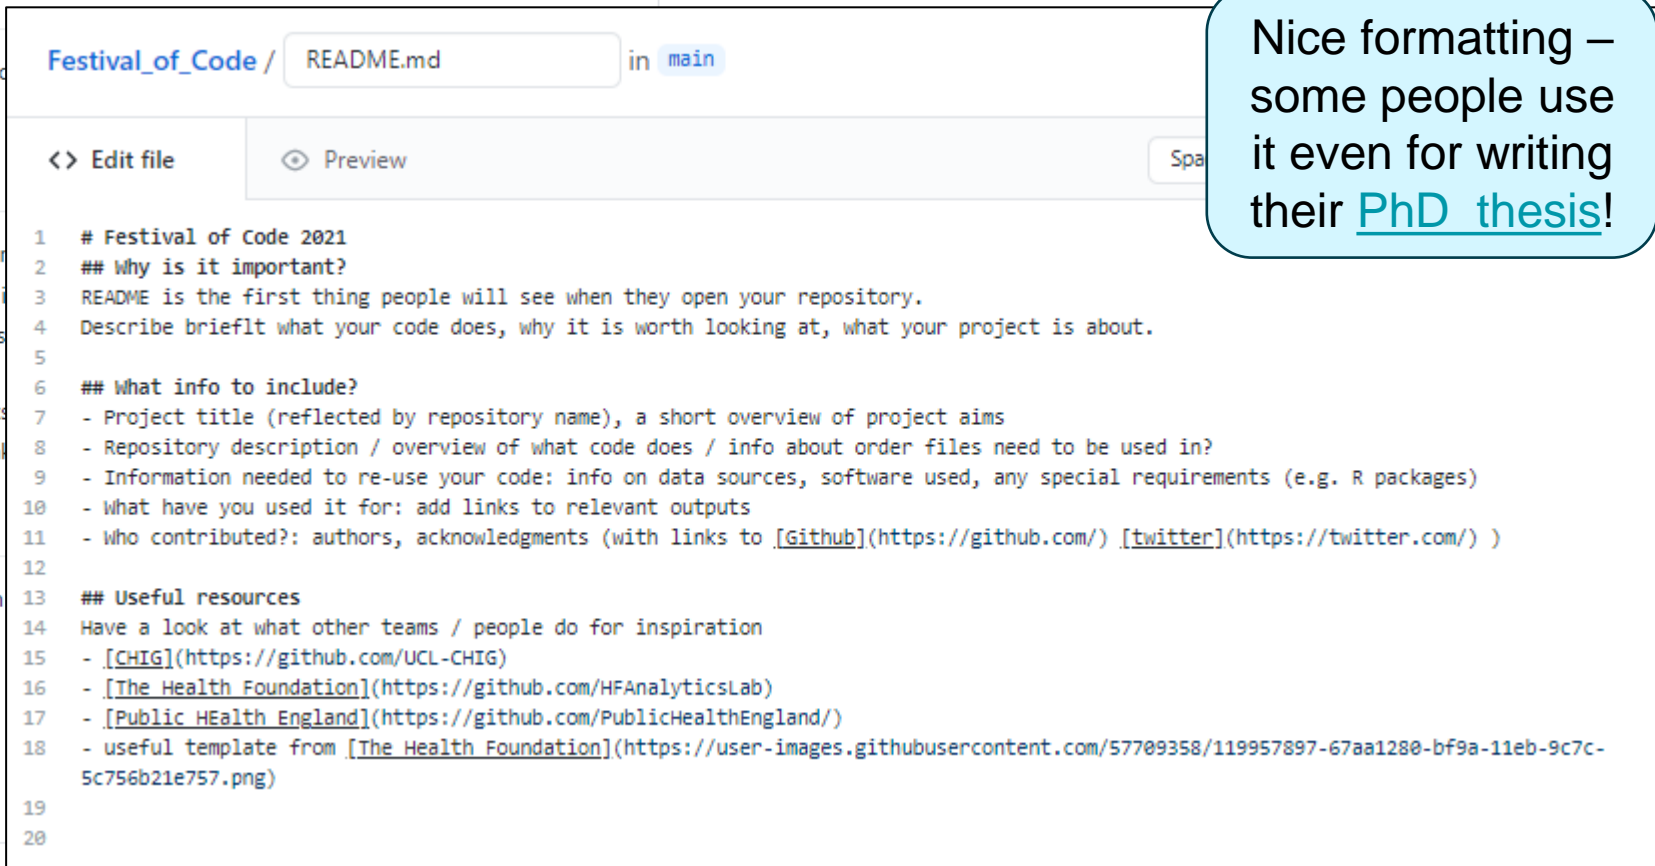 Festival_of_Code / README.md in main
Nice formatting –
some people use
it even for writing
their PhD thesis!
<> Edit file Preview Spa
1 # Festival of Code 2021
2 ## Why is it important?
3 README is the first thing people will see when they open your repository.
4 Describe brieflt what your code does, why it is worth looking at, what your project is about.
5
6 ## What info to include?
7 - Project title (reflected by repository name), a short overview of project aims
8 - Repository description / overview of what code does / info about order files need to be used in?
9 - Information needed to re-use your code: info on data sources, software used, any special requirements (e.g. R packages)
10 - What have you used it for: add links to relevant outputs
11 - Who contributed?: authors, acknowledgments (with links to [Github](https://github.com/) [twitter](https://twitter.com/) )
12
13 ## Useful resources
14 Have a look at what other teams / people do for inspiration
15 - [CHIG](https://github.com/UCL-CHIG)
16 - [The Health Foundation](https://github.com/HFAnalyticsLab)
17 - [Public HEalth England](https://github.com/PublicHealthEngland/)
18 - useful template from [The Health Foundation](https://user-images.githubusercontent.com/57709358/119957897-67aa1280-bf9a-11eb-9c7c-
5c756b21e757.png)
19
20